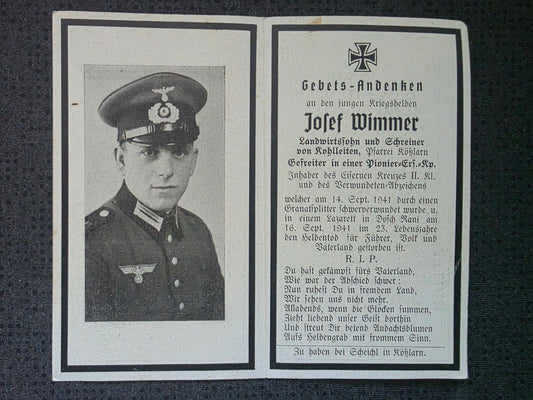 Gebets-Andenken
an den jungen Kriegshelden
Josef Wimmer
Landwirtssohn und Schreiner
von Kohlleiten, Pfarrei Kößlarn
Gefreiter in einer Pionier-Ers.-Kp.
Inhaber des Eisernen Kreuzes II. Kl.
und des Verwundeten-Abzeichens
welcher am 14. Sept. 1941 durch einen
Granatsplitter schwerverwundet wurde u.
in einem Lazarett in Dosch Rani am
16. Sept. 1941 im 23. Lebensjahre
den Heldentod für Führer, Volk und
Vaterland gestorben ist.
R. I. P.
Du hast gekämpft fürs Vaterland,
Wie war der Abschied schwer:
Nun ruhest Du in fremdem Land,
Wir sehen uns nicht mehr.
Allabends, wenn die Glocken summen,
Zieht liebend unser Geist dorthin
Und streut Dir betend Andachtsblumen
Aufs Heldengrab mit frommem Sinn.
Zu haben bei Scheichl in Kößlarn.